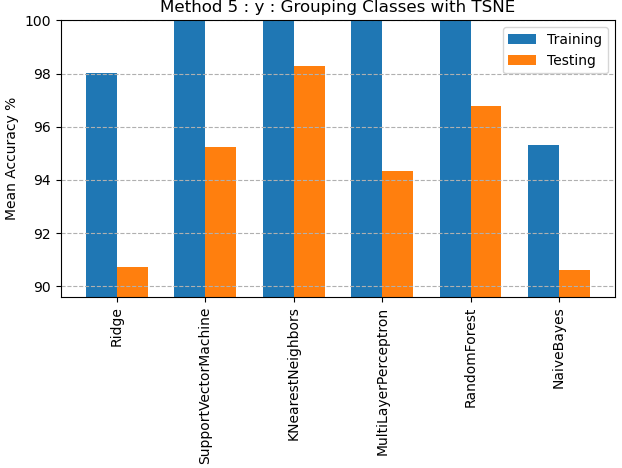 Method 5 : y : Grouping Classes with TSNE
Mean Accuracy %
100
98
96
94
92
90
Training
Testing
Ridge
SupportVectorMachine
KNearestNeighbors
MultiLayerPerceptron
RandomForest
NaiveBayes